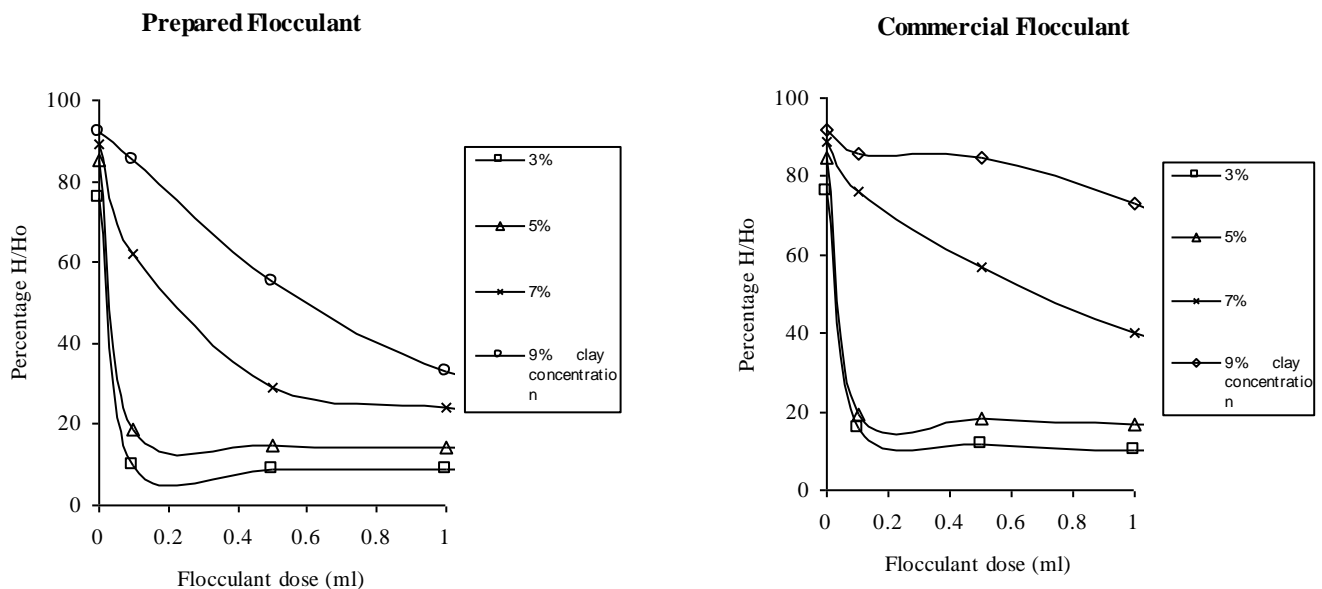 Prepared Flocculant
100
80
60
40
20
0
Percentage H/Ho
0 0.2 0.4 0.6 0.8 1
Flocculant dose (ml)
3%
5%
7%
9% clay
concentratio
n
Commercial Flocculant
100
80
60
40
20
0
Percentage H/Ho
0 0.2 0.4 0.6 0.8 1
Flocculant dose (ml)
3%
5%
7%
9% clay
concentratio
n